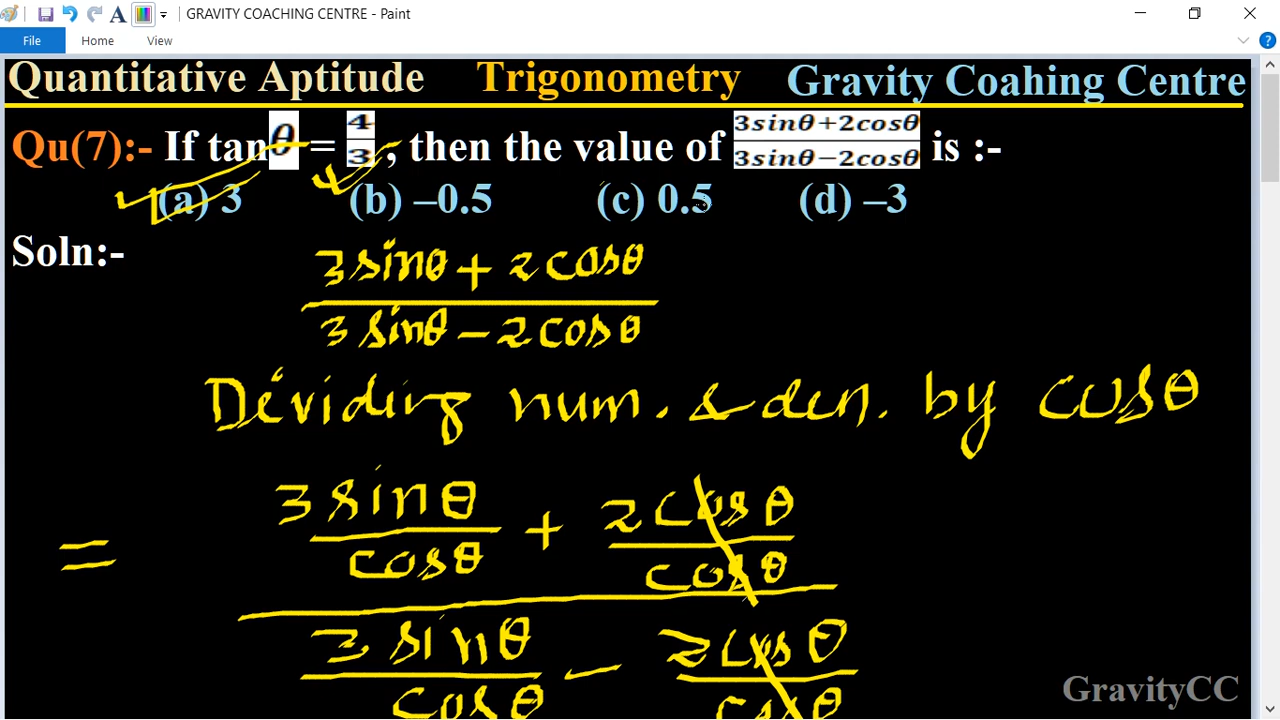 GRAVITY COACHING CENTRE - Paint
File Home View
Quantitative Aptitude Trigonometry Gravity Coahing Centre
Qu(7):- If tanθ = 4/3, then the value of (3sinθ+2cosθ)/(3sinθ−2cosθ) is :-
(a) 3 (b) –0.5 (c) 0.5 (d) –3
Soln:-
3sinθ + 2cosθ
3sinθ − 2cosθ
Dividing num. & den. by cosθ
= 3sinθ/cosθ + 2cosθ/cosθ
3sinθ/cosθ − 2cosθ/cosθ
GravityCC